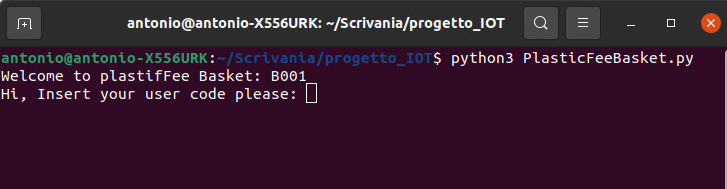 antonio@antonio-X556URK: ~/Scrivania/progetto_IOT
antonio@antonio-X556URK:~/Scrivania/progetto_IOT$ python3 PlasticFeeBasket.py
Welcome to plastifFee Basket: B001
Hi, Insert your user code please: